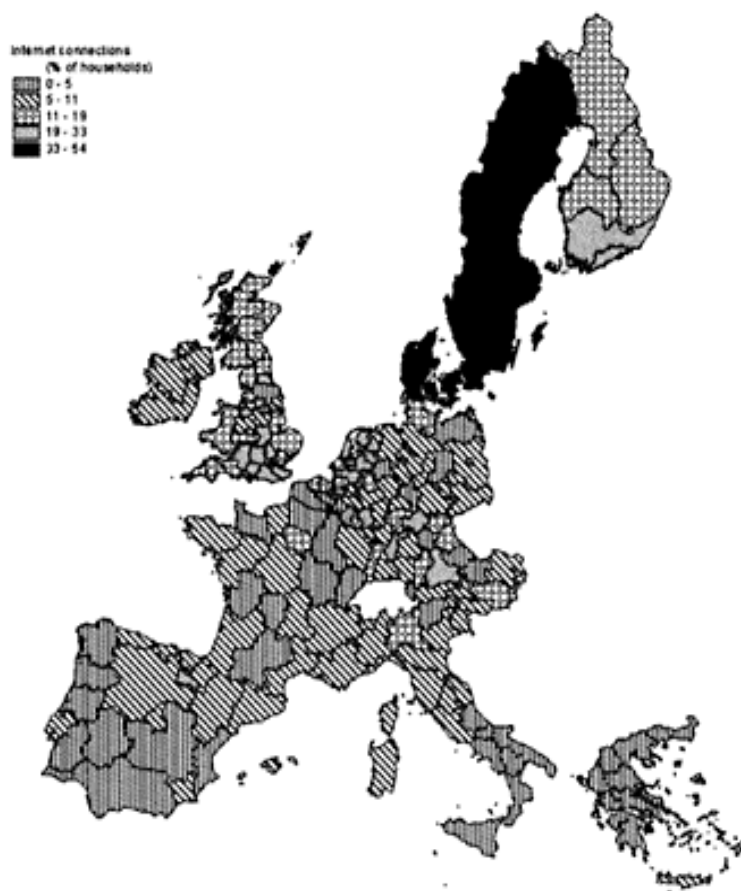 Internet connections
(% of households)
0 - 5
5 - 11
11 - 19
19 - 33
33 - 54